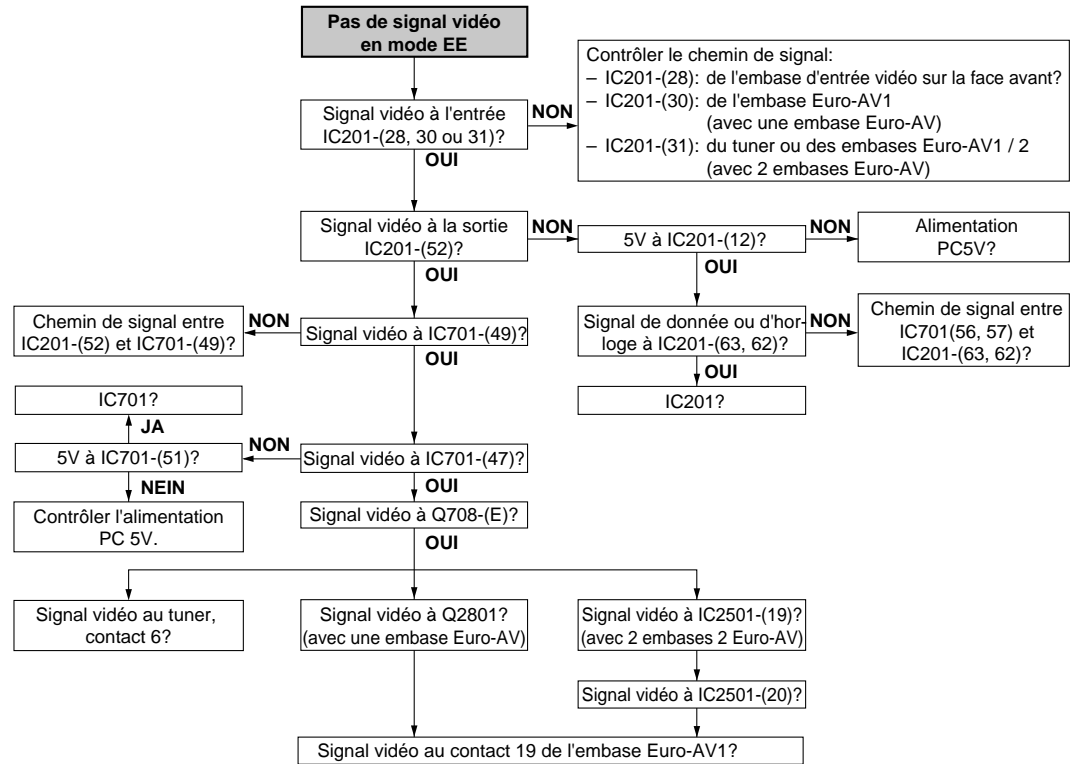 Pas de signal vidéo
en mode EE
Contrôler le chemin de signal:
– IC201-(28): de l'embase d'entrée vidéo sur la face avant?
– IC201-(30): de l'embase Euro-AV1
(avec une embase Euro-AV)
– IC201-(31): du tuner ou des embases Euro-AV1 / 2
(avec 2 embases Euro-AV)
Signal vidéo à l'entrée
IC201-(28, 30 ou 31)?
NON
OUI
Signal vidéo à la sortie
IC201-(52)?
NON
5V à IC201-(12)?
NON
Alimentation
PC5V?
OUI
OUI
Chemin de signal entre
IC201-(52) et IC701-(49)?
NON
Signal vidéo à IC701-(49)?
Signal de donnée ou d'hor-
loge à IC201-(63, 62)?
NON
Chemin de signal entre
IC701(56, 57) et
IC201-(63, 62)?
OUI
OUI
IC201?
IC701?
JA
5V à IC701-(51)?
NON
Signal vidéo à IC701-(47)?
NEIN
OUI
Contrôler l'alimentation
PC 5V.
Signal vidéo à Q708-(E)?
OUI
Signal vidéo au tuner,
contact 6?
Signal vidéo à Q2801?
(avec une embase Euro-AV)
Signal vidéo à IC2501-(19)?
(avec 2 embases 2 Euro-AV)
Signal vidéo à IC2501-(20)?
Signal vidéo au contact 19 de l'embase Euro-AV1?